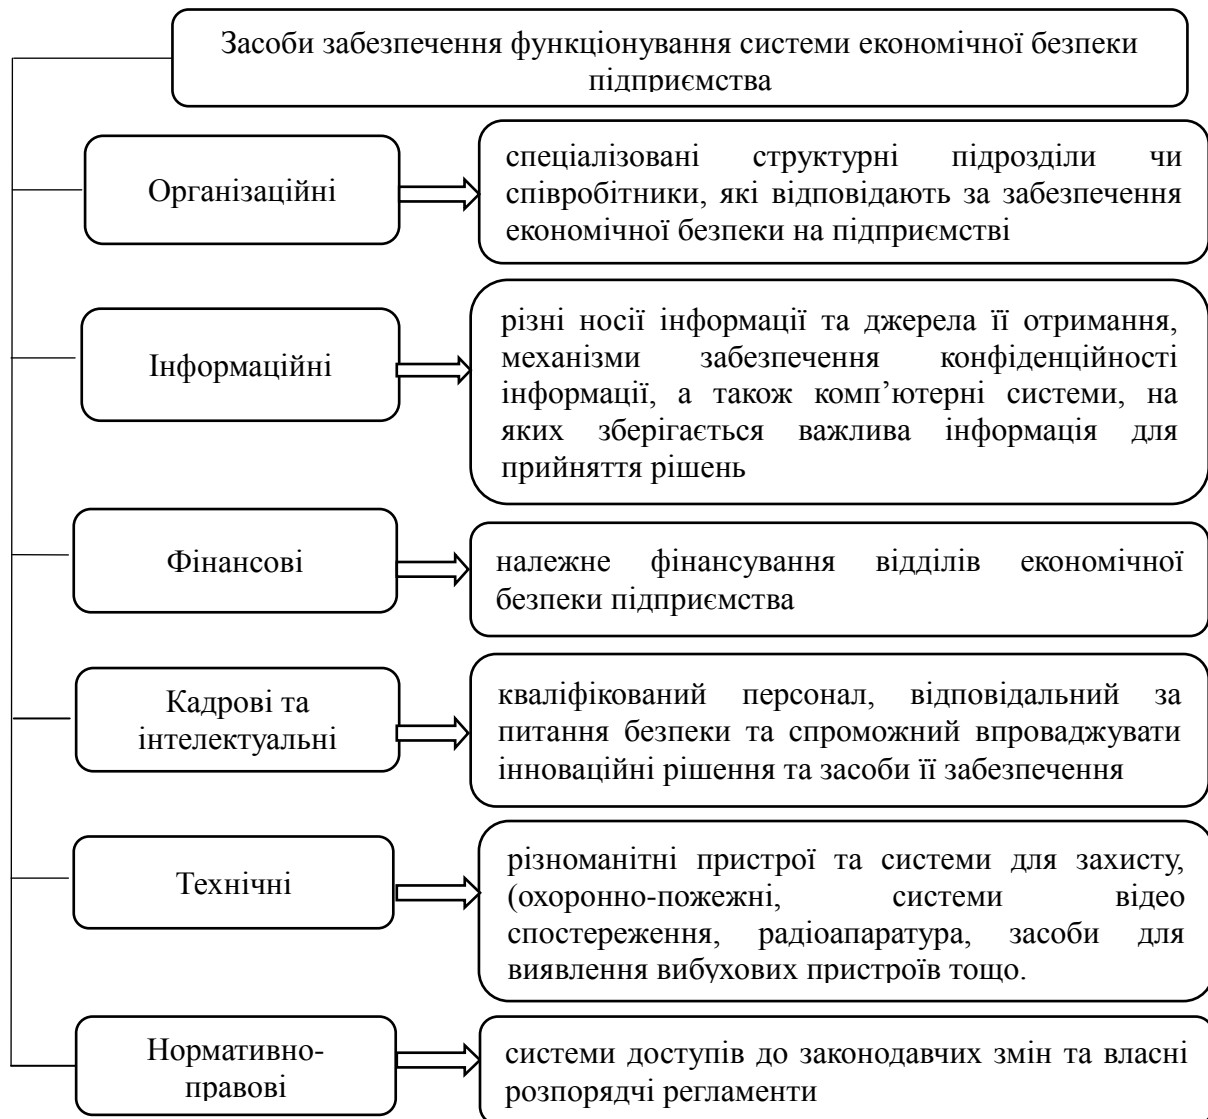 Засоби забезпечення функціонування системи економічної безпеки
підприємства
Організаційні
спеціалізовані структурні підрозділи чи
співробітники, які відповідають за забезпечення
економічної безпеки на підприємстві
Інформаційні
різні носії інформації та джерела її отримання,
механізми забезпечення конфіденційності
інформації, а також комп’ютерні системи, на
яких зберігається важлива інформація для
прийняття рішень
Фінансові
належне фінансування відділів економічної
безпеки підприємства
Кадрові та
інтелектуальні
кваліфікований персонал, відповідальний за
питання безпеки та спроможний впроваджувати
інноваційні рішення та засоби її забезпечення
Технічні
різноманітні пристрої та системи для захисту,
(охоронно-пожежні, системи відео
спостереження, радіоапаратура, засоби для
виявлення вибухових пристроїв тощо.
Нормативно-
правові
системи доступів до законодавчих змін та власні
розпорядчі регламенти